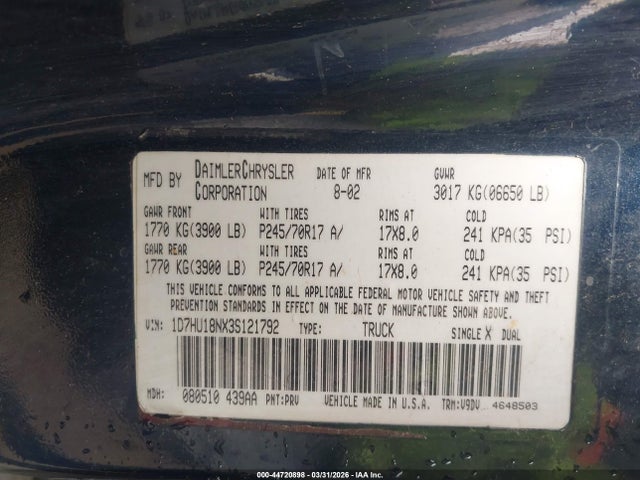 MFD BY DAIMLERCHRYSLER CORPORATION DATE OF MFR 8-02 GVWR 3017 KG(06650 LB)
GAWR FRONT WITH TIRES RIMS AT COLD
1770 KG(3900 LB) P245/70R17 A/ 17X8.0 241 KPA(35 PSI)
GAWR REAR WITH TIRES RIMS AT COLD
1770 KG(3900 LB) P245/70R17 A/ 17X8.0 241 KPA(35 PSI)
THIS VEHICLE CONFORMS TO ALL APPLICABLE FEDERAL MOTOR VEHICLE SAFETY AND THEFT
PREVENTION STANDARDS IN EFFECT ON THE DATE OF MANUFACTURE SHOWN ABOVE.
VIN: 1D7HU18NX3S121792 TYPE: TRUCK SINGLE X DUAL
MDH: 080510 439AA PNT:PRV VEHICLE MADE IN U.S.A. TRM:V9DV 4648503
000-44720898 - 03/31/2026 - IAA Inc.